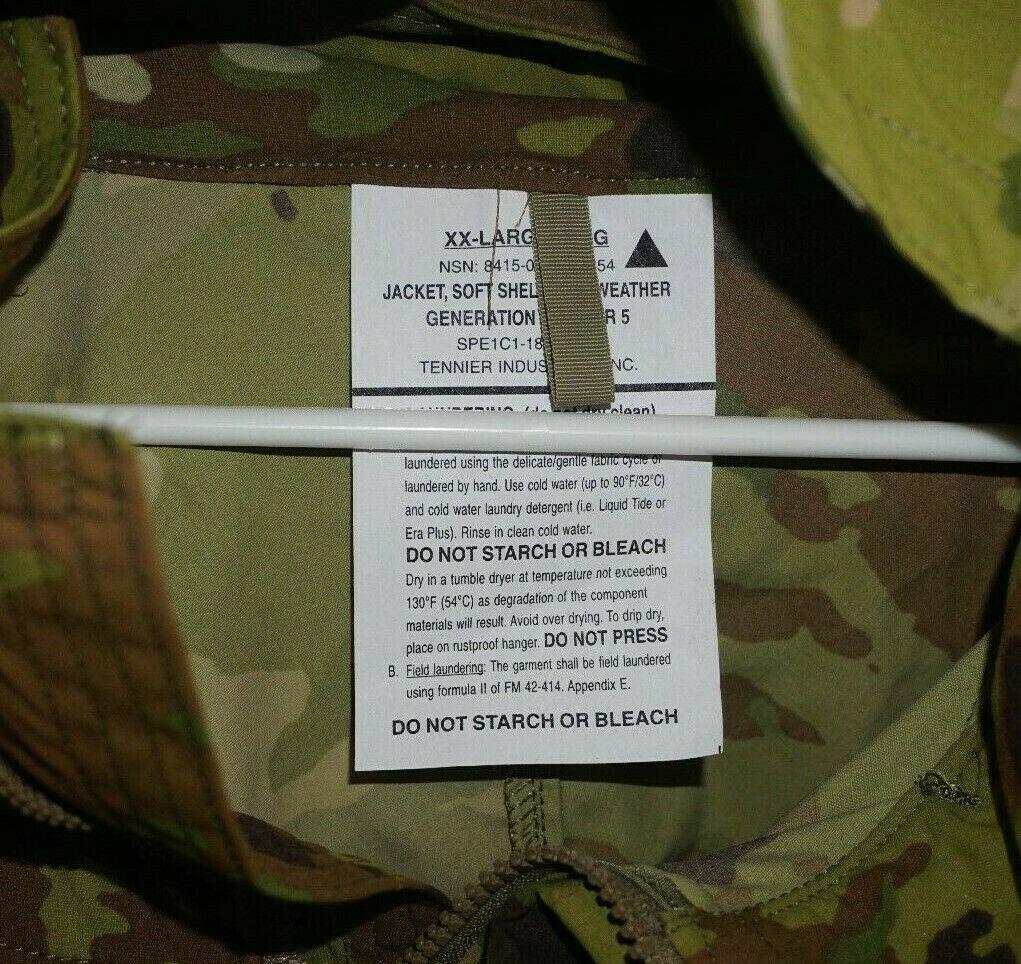 XX-LARG G
NSN: 8415-0 54
JACKET, SOFT SHEL WEATHER
GENERATION R 5
SPE1C1-18
TENNIER INDUS NC.
(do not dry clean)
laundered using the delicate/gentle fabric cycle or
laundered by hand. Use cold water (up to 90°F/32°C)
and cold water laundry detergent (i.e. Liquid Tide or
Era Plus). Rinse in clean cold water.
DO NOT STARCH OR BLEACH
Dry in a tumble dryer at temperature not exceeding
130°F (54°C) as degradation of the component
materials will result. Avoid over drying. To drip dry,
place on rustproof hanger. DO NOT PRESS
B. Field laundering: The garment shall be field laundered
using formula II of FM 42-414. Appendix E.
DO NOT STARCH OR BLEACH